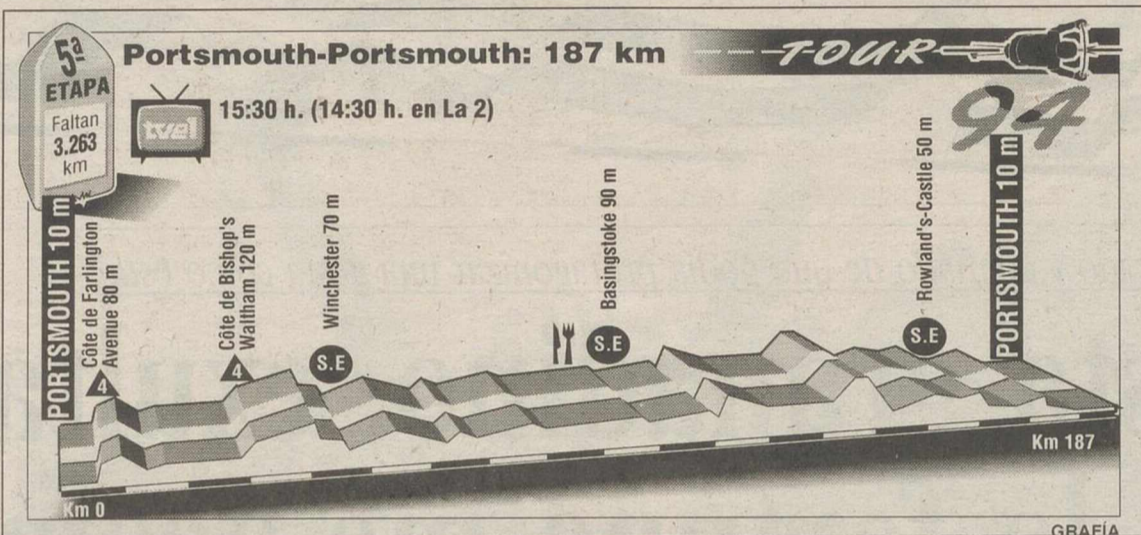 5ª
ETAPA
Faltan
3.263
km
Portsmouth-Portsmouth: 187 km
TOUR
94
tve1
15:30 h. (14:30 h. en La 2)
PORTSMOUTH 10 m
Côte de Farlington
Avenue 80 m
4
Côte de Bishop's
Waltham 120 m
4
Winchester 70 m
S.E
Basingstoke 90 m
S.E
Rowland's-Castle 50 m
S.E
PORTSMOUTH 10 m
Km 0
Km 187
GRAFÍA